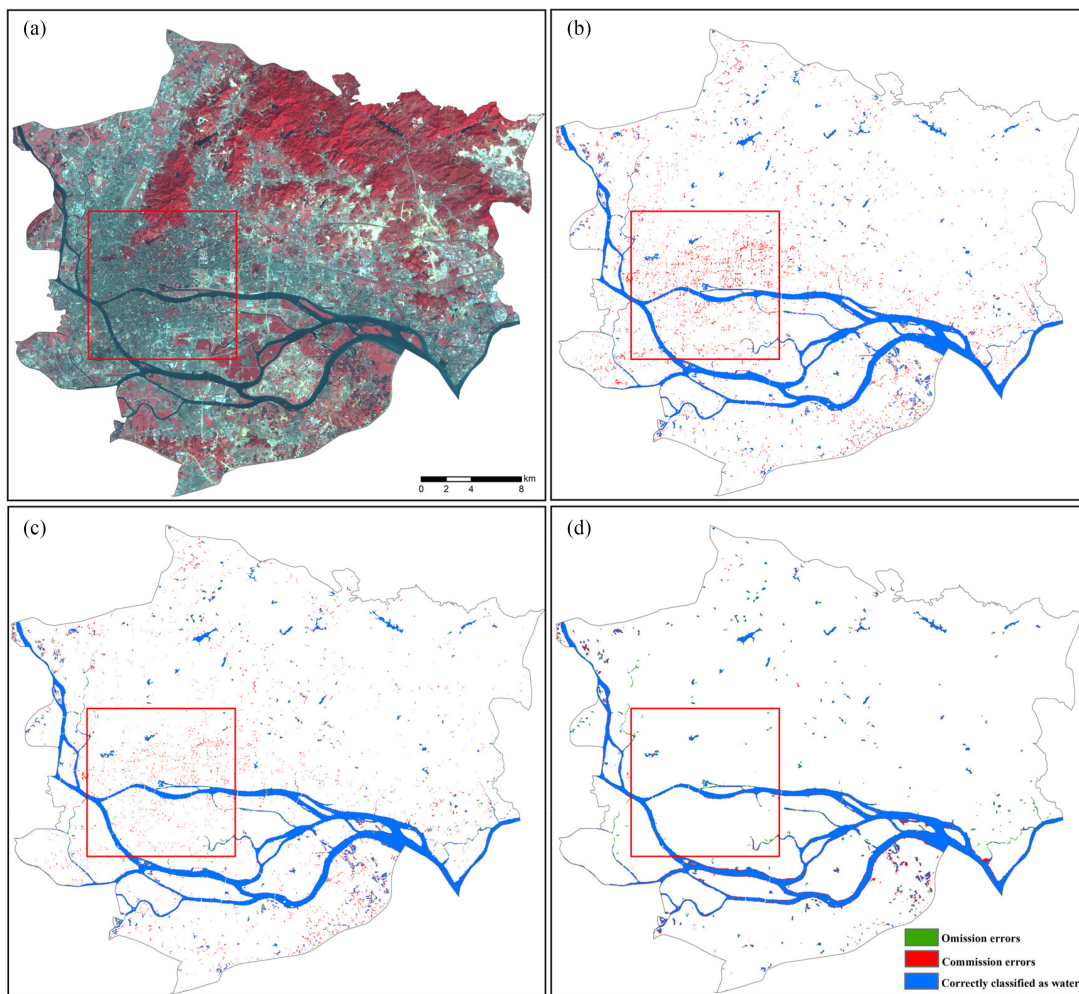 (a)
(b)
km
0 2 4 8
(c)
(d)
Omission errors
Commission errors
Correctly classified as water